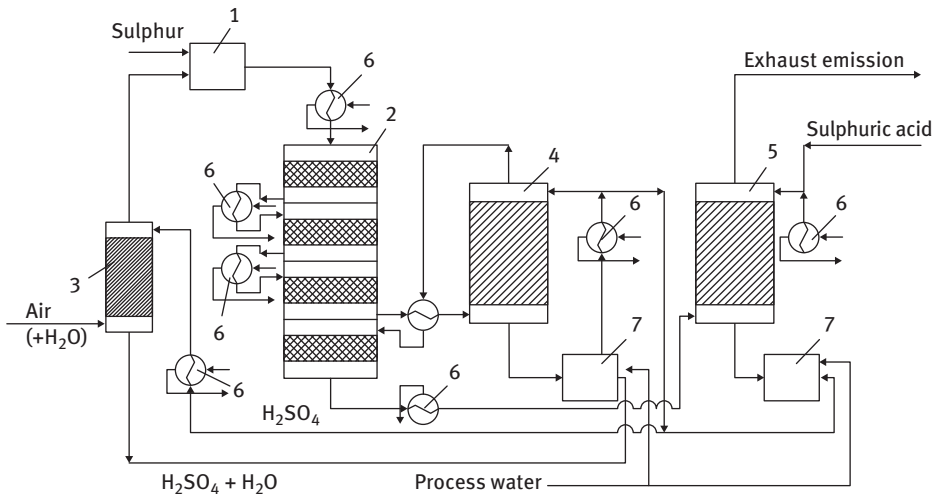 Sulphur
1
6
Exhaust emission
2
Sulphuric acid
4
5
6
6
6
3
Air
(+H₂O)
6
7
7
6
6
H₂SO₄
H₂SO₄ + H₂O
Process water